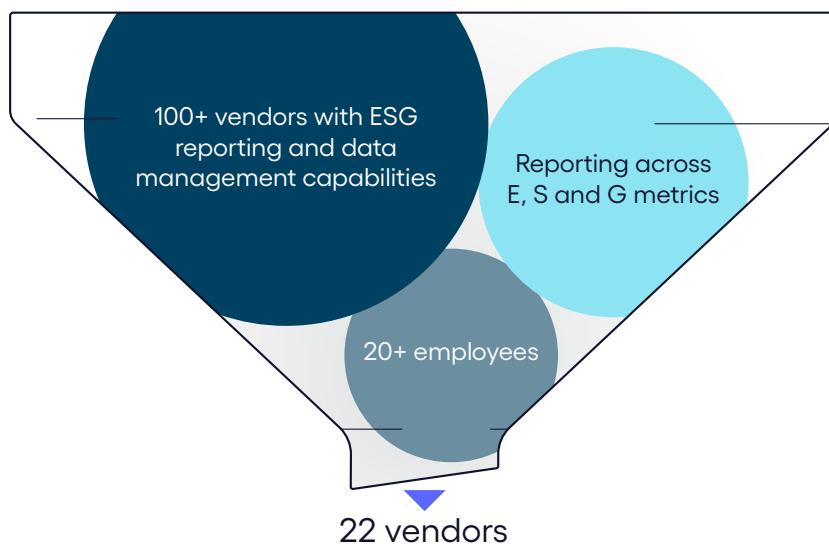 100+ vendors with ESG
reporting and data
management capabilities
Reporting across
E, S and G metrics
20+ employees
22 vendors